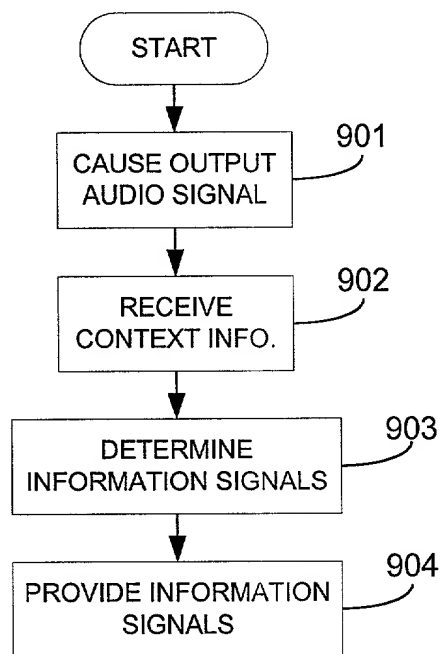 START
901
CAUSE OUTPUT
AUDIO SIGNAL
902
RECEIVE
CONTEXT INFO.
903
DETERMINE
INFORMATION SIGNALS
904
PROVIDE INFORMATION
SIGNALS